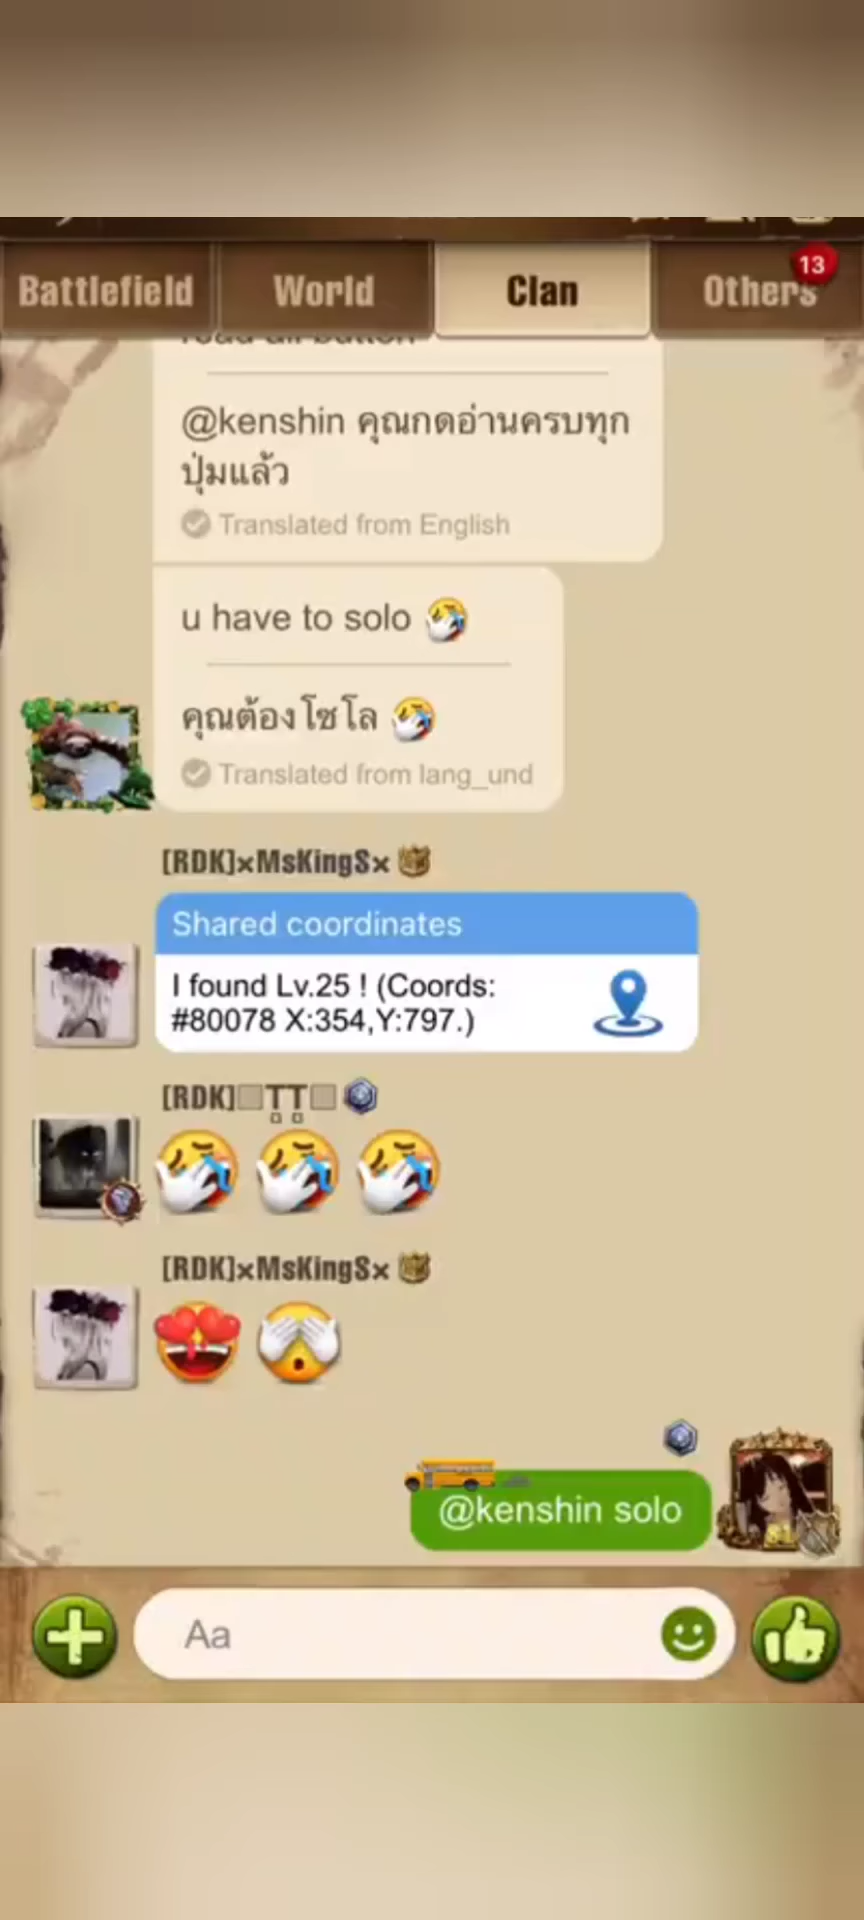 Battlefield World Clan Others 13
read all button
@kenshin คุณกดอ่านครบทุก
ปุ่มแล้ว
Translated from English
u have to solo 🤣
คุณต้องโซโล 🤣
Translated from lang_und
[RDK]×MsKingS×
Shared coordinates
I found Lv.25 ! (Coords:
#80078 X:354,Y:797.)
[RDK]
[RDK]×MsKingS×
@kenshin solo
Aa